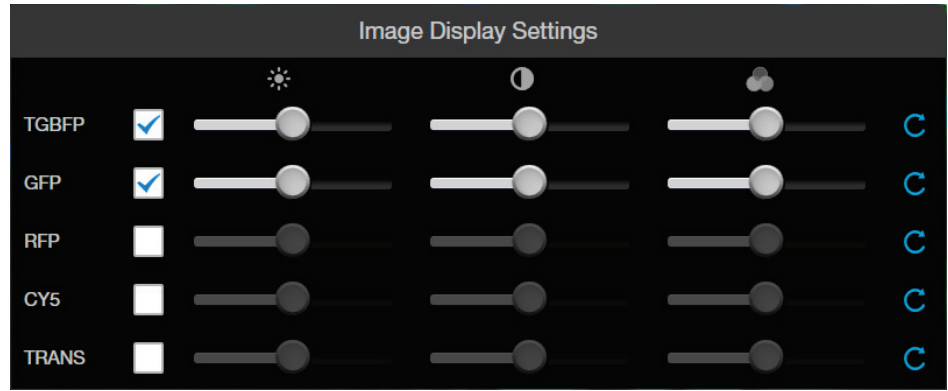 Image Display Settings
TGBFP
GFP
RFP
CY5
TRANS